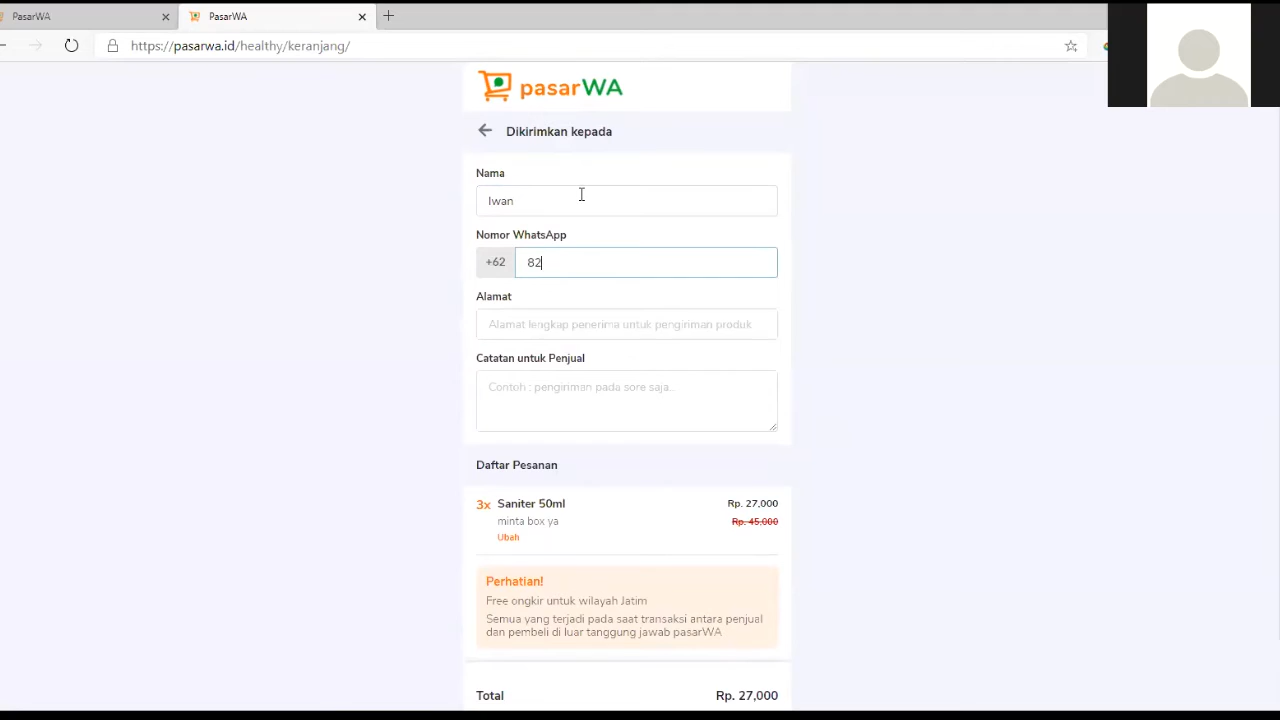 PasarWA
PasarWA
https://pasarwa.id/healthy/keranjang/
pasarWA
Dikirimkan kepada
Nama
Iwan
Nomor WhatsApp
+62 82
Alamat
Alamat lengkap penerima untuk pengiriman produk
Catatan untuk Penjual
Contoh : pengiriman pada sore saja..
Daftar Pesanan
3x Saniter 50ml Rp. 27,000
minta box ya Rp. 45,000
Ubah
Perhatian!
Free ongkir untuk wilayah Jatim
Semua yang terjadi pada saat transaksi antara penjual
dan pembeli di luar tanggung jawab pasarWA
Total Rp. 27,000